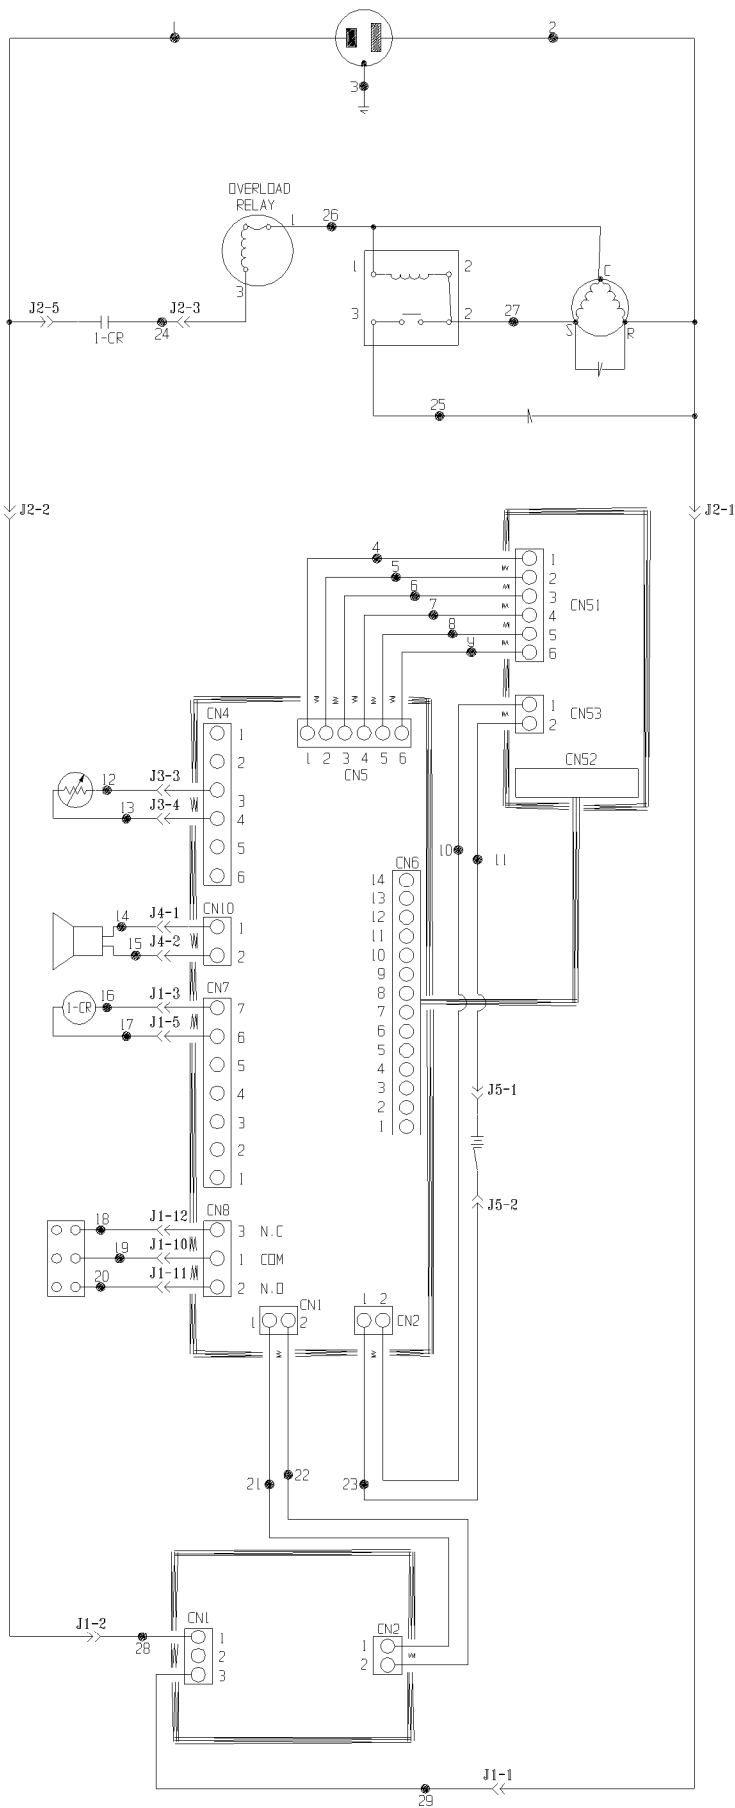 1
2
3
OVERLOAD
RELAY
1
26
3
J2-5
J2-3
1-CR
24
1
2
3
2
27
C
S
R
25
J2-2
J2-1
4
5
6
7
8
9
1
2
3
4
5
6
CN51
1
2
CN53
CN52
CN4
1
2
3
4
5
6
1 2 3 4 5 6
CN5
12
J3-3
13
J3-4
10
11
CN6
14
13
12
11
10
9
8
7
6
5
4
3
2
1
14
J4-1
15
J4-2
CN10
1
2
16
J1-3
1-CR
17
J1-5
CN7
7
6
5
4
3
2
1
J5-1
J5-2
18
J1-12
19
J1-10
20
J1-11
CN8
3 N.C
1 COM
2 N.O
CN1
1 2
1 2
CN2
21
22
23
J1-2
28
CN1
1
2
3
CN2
1
2
J1-1
29